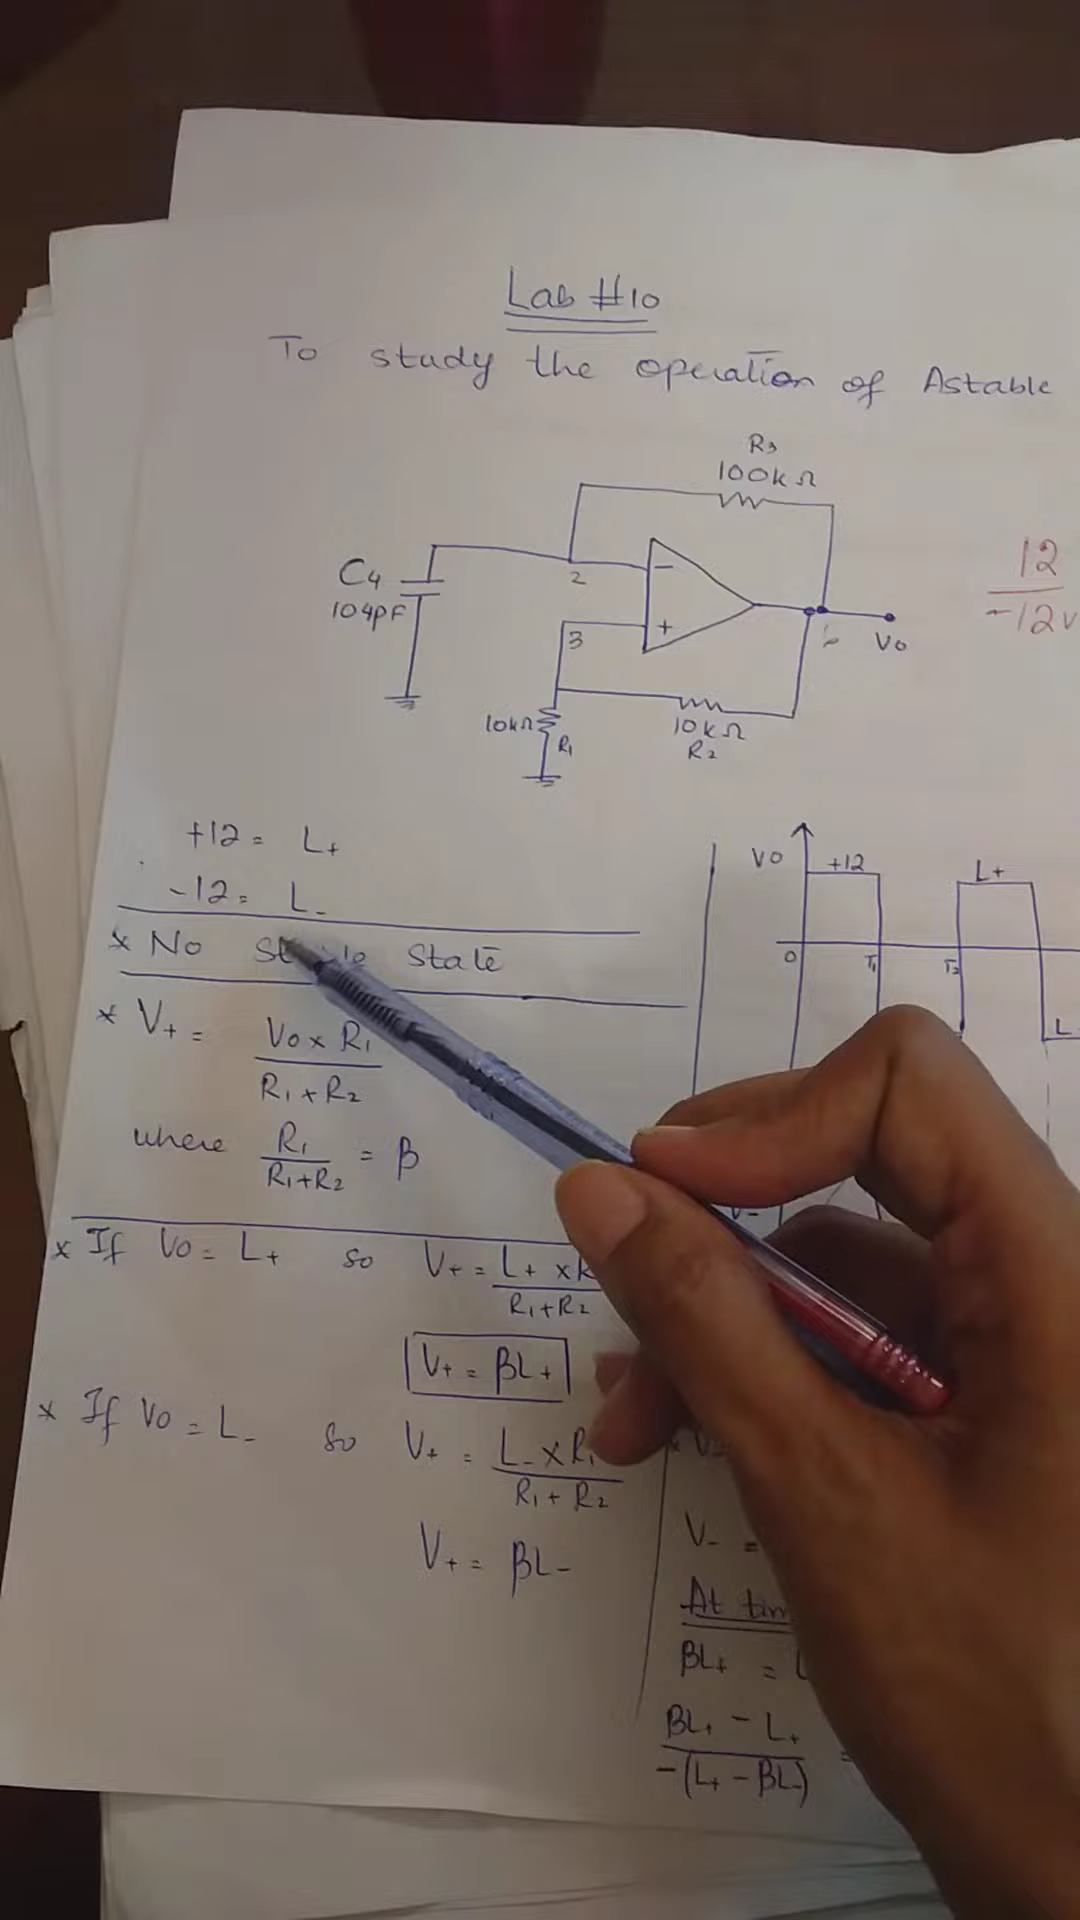 Lab #10
To study the operation of Astable
R3
100kΩ
C4
104pF
2
-
3
+
6
Vo
12
-12v
10kΩ
R1
10kΩ
R2
+12 = L+
-12 = L-
* No State
* V+ = Vo x R1
R1 + R2
where R1 = β
R1+R2
* If Vo = L+ so V+ = L+ x
R1+R2
V+ = βL+
* If Vo = L- so V+ = L- x R1
R1 + R2
V+ = βL-
Vo
+12
L+
0
T1
T2
L-
V-
V- =
At
βL+ =
βL+ - L+
-(L+ - βL-) =